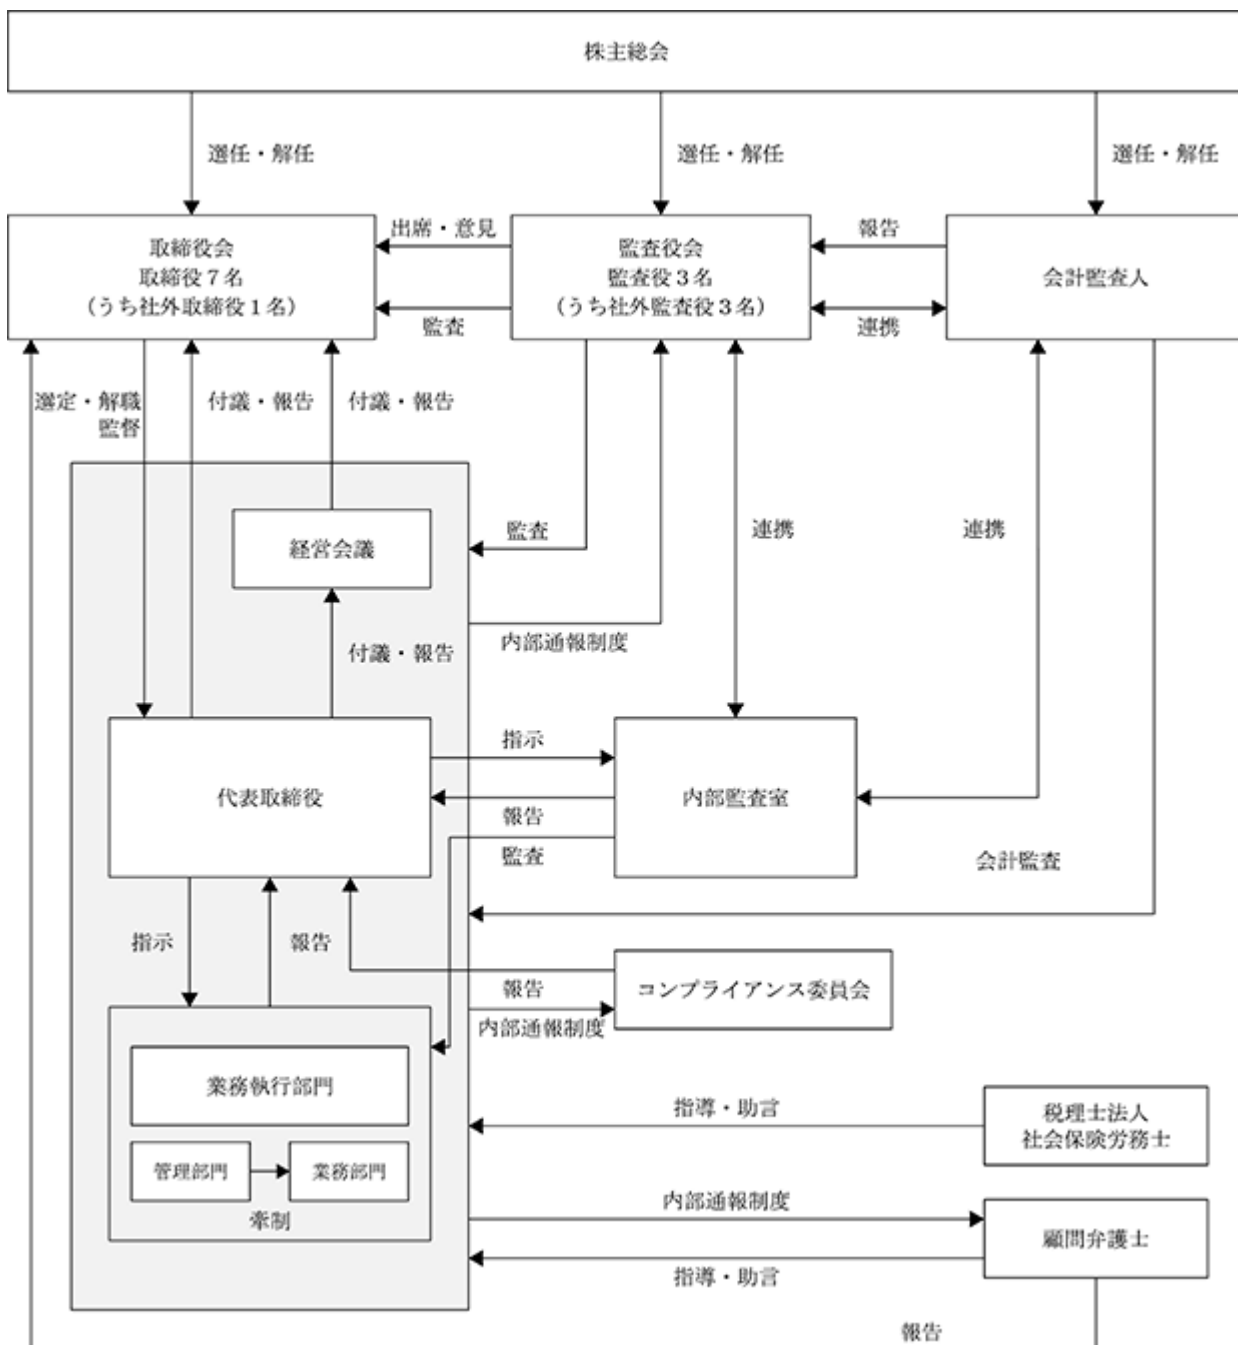 株主総会
選任・解任
選任・解任
選任・解任
取締役会
取締役7名
(うち社外取締役1名)
出席・意見
監査
監査役会
監査役3名
(うち社外監査役3名)
報告
連携
会計監査人
選定・解職
監督
付議・報告
付議・報告
経営会議
監査
連携
連携
内部通報制度
付議・報告
代表取締役
指示
報告
監査
内部監査室
会計監査
指示
報告
報告
内部通報制度
コンプライアンス委員会
業務執行部門
管理部門
業務部門
牽制
指導・助言
税理士法人
社会保険労務士
内部通報制度
指導・助言
顧問弁護士
報告